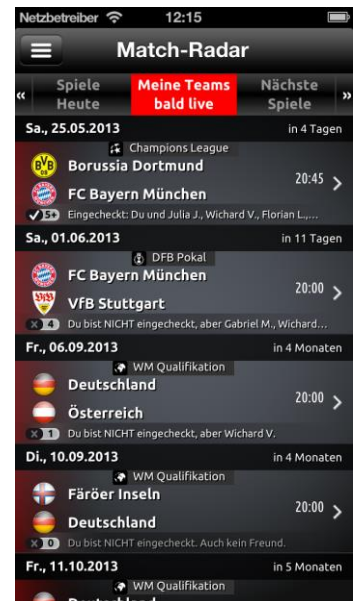 Netzbetreiber 12:15
Match-Radar
« Spiele Heute
Meine Teams bald live
Nächste Spiele »
Sa., 25.05.2013 in 4 Tagen
Champions League
BVB 09
Borussia Dortmund
20:45
FC Bayern München
5+ Eingecheckt: Du und Julia J., Wichard V., Florian L.,...
Sa., 01.06.2013 in 11 Tagen
DFB Pokal
FC Bayern München
20:00
VfB Stuttgart
x 4 Du bist NICHT eingecheckt, aber Gabriel M., Wichard...
Fr., 06.09.2013 in 4 Monaten
WM Qualifikation
Deutschland
20:00
Österreich
x 1 Du bist NICHT eingecheckt, aber Wichard V.
Di., 10.09.2013 in 4 Monaten
WM Qualifikation
Färöer Inseln
20:00
Deutschland
x 0 Du bist NICHT eingecheckt. Auch kein Freund.
Fr., 11.10.2013 in 5 Monaten
WM Qualifikation
Deutschland